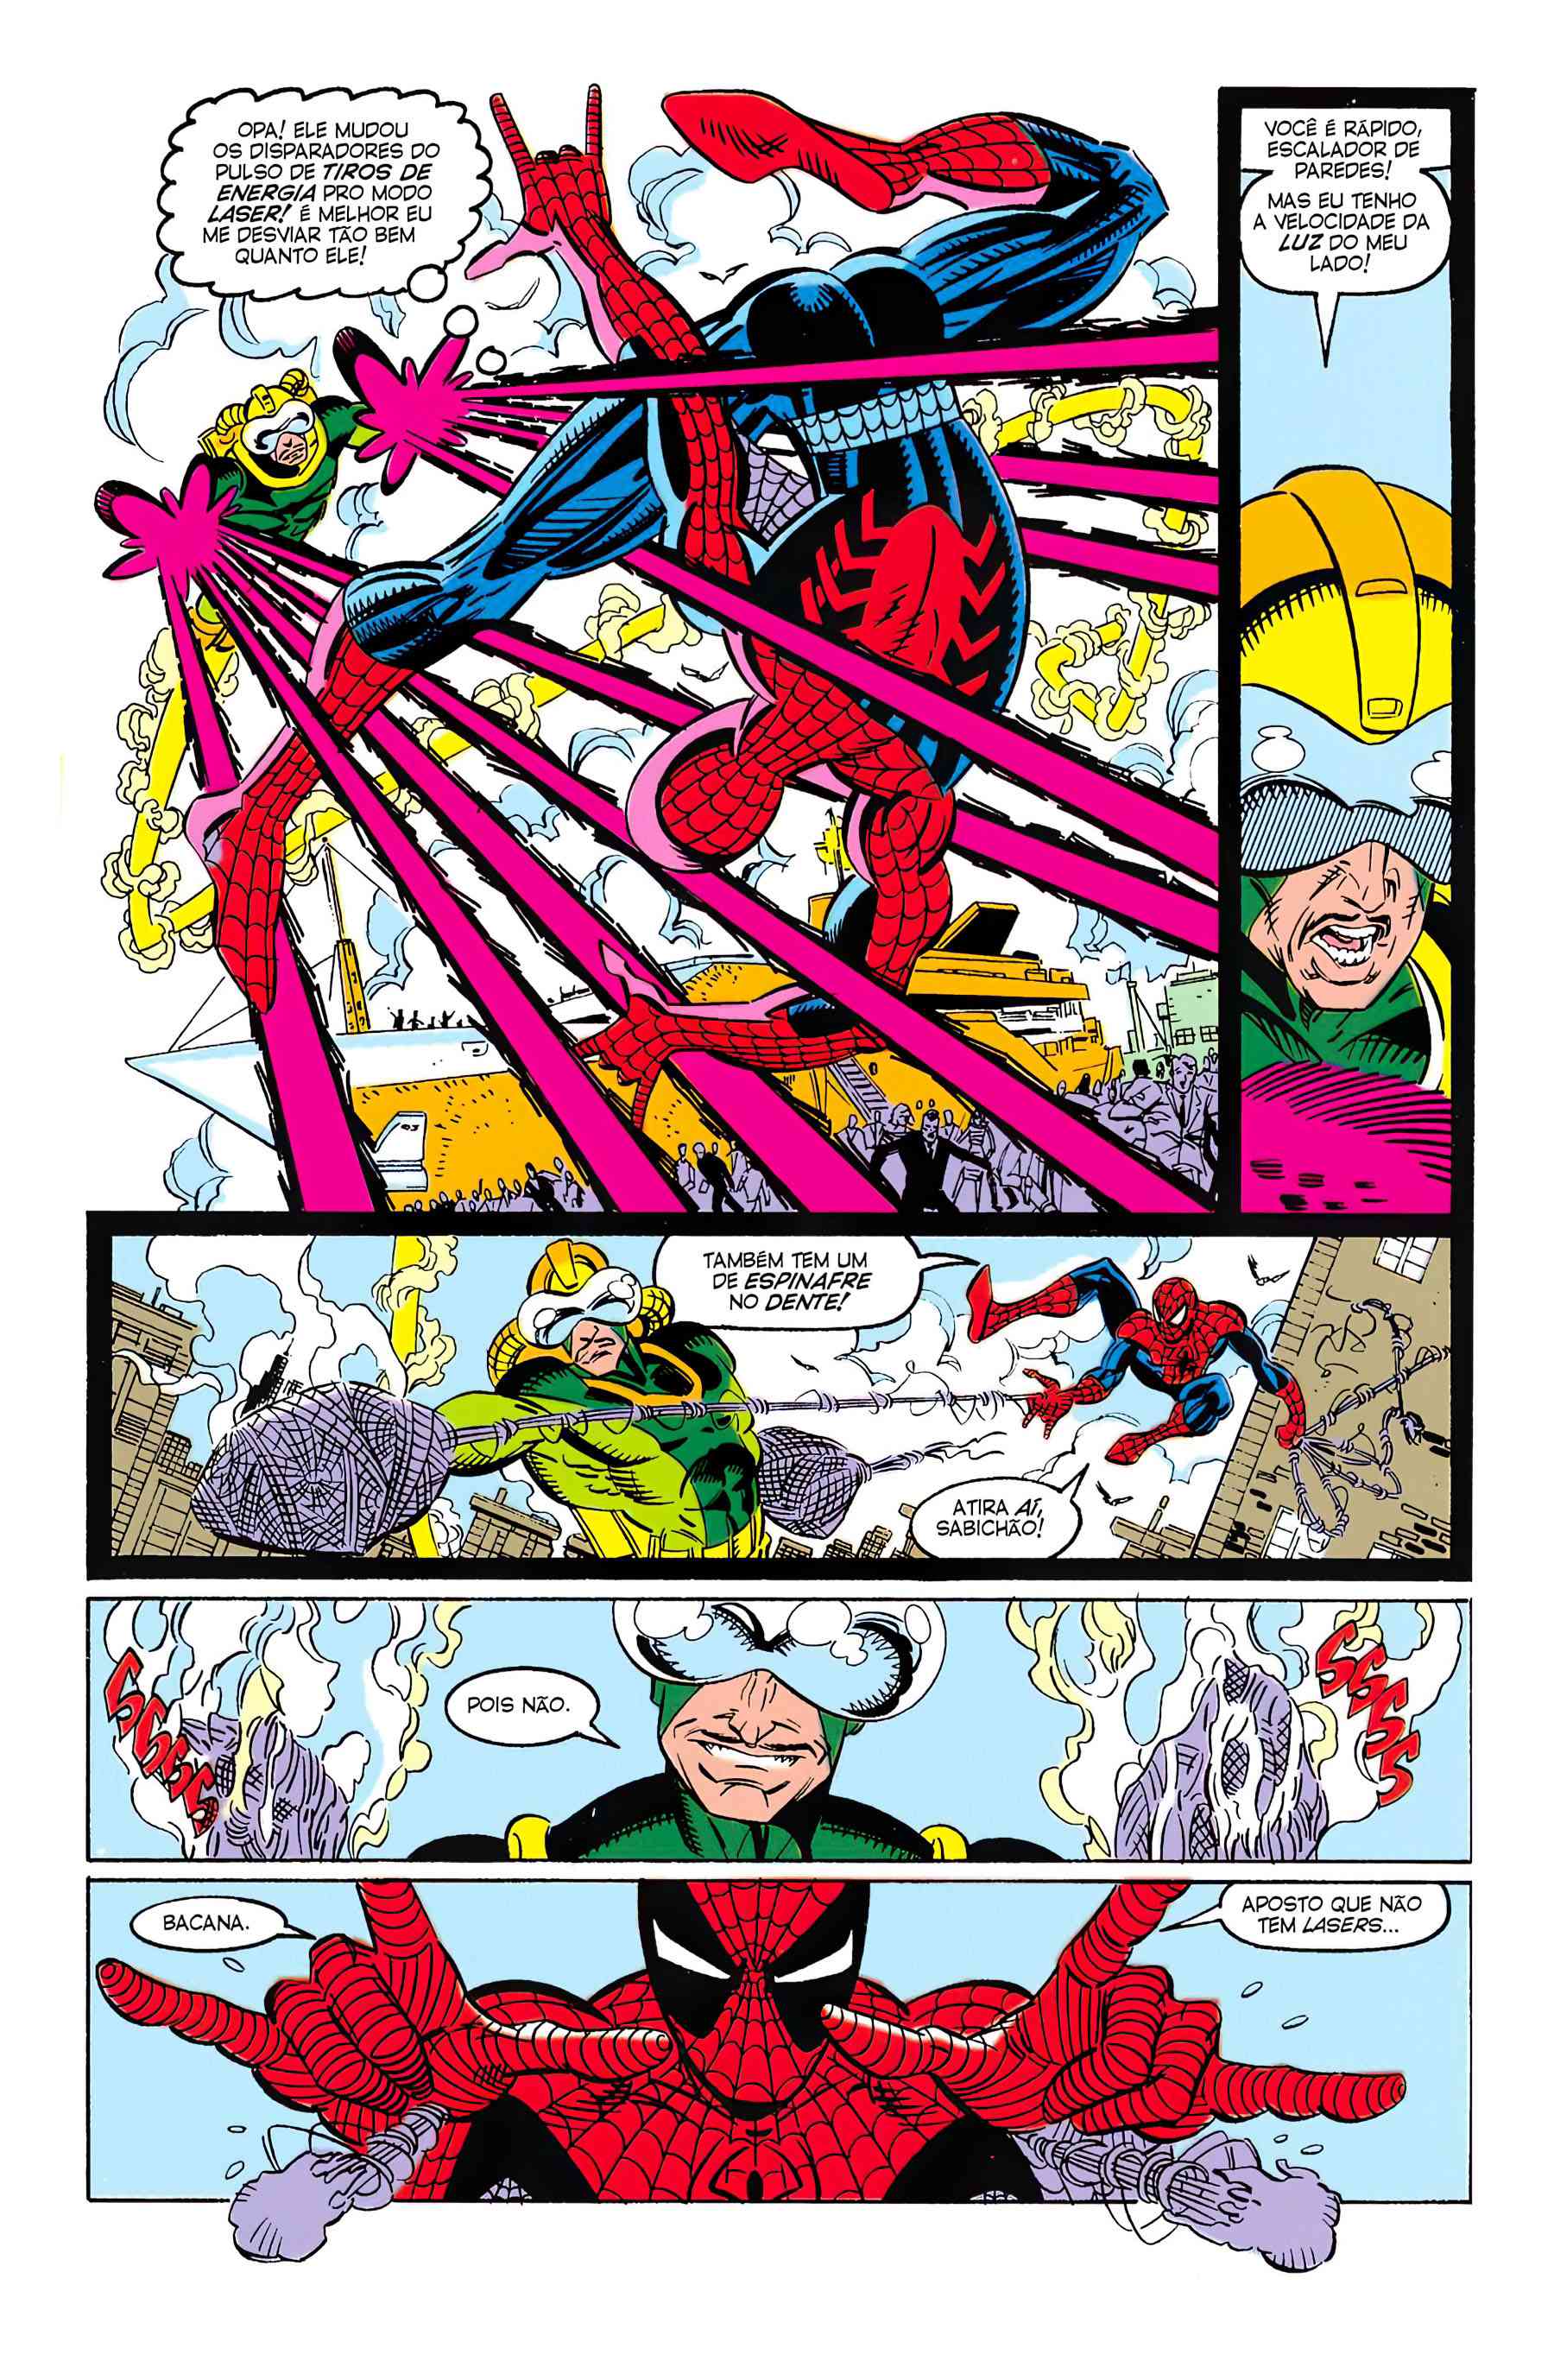 OPA! ELE MUDOU
OS DISPARADORES DO
PULSO DE TIROS DE
ENERGIA PRO MODO
LASER! É MELHOR EU
ME DESVIAR TÃO BEM
QUANTO ELE!
VOCÊ É RÁPIDO,
ESCALADOR DE
PAREDES!
MAS EU TENHO
A VELOCIDADE DA
LUZ DO MEU
LADO!
TAMBÉM TEM UM
DE ESPINAFRE
NO DENTE!
ATIRA AÍ,
SABICHÃO!
SSSSS
POIS NÃO.
SSSSS
BACANA.
APOSTO QUE NÃO
TEM LASERS...